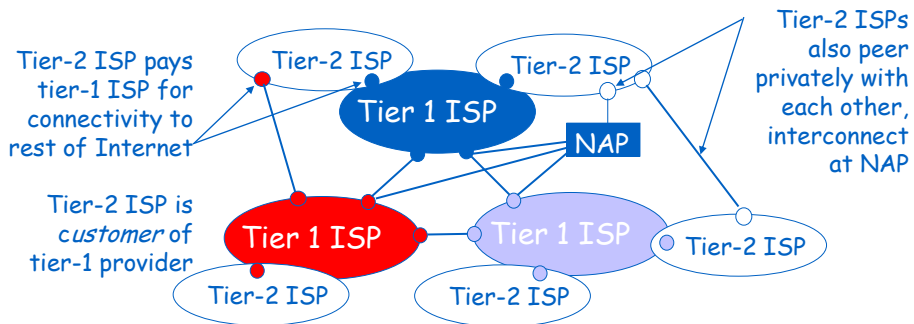 Tier-2 ISP pays
tier-1 ISP for
connectivity to
rest of Internet
Tier-2 ISP is
customer of
tier-1 provider
Tier-2 ISP
Tier-2 ISP
Tier 1 ISP
NAP
Tier-2 ISPs
also peer
privately with
each other,
interconnect
at NAP
Tier 1 ISP
Tier 1 ISP
Tier-2 ISP
Tier-2 ISP
Tier-2 ISP